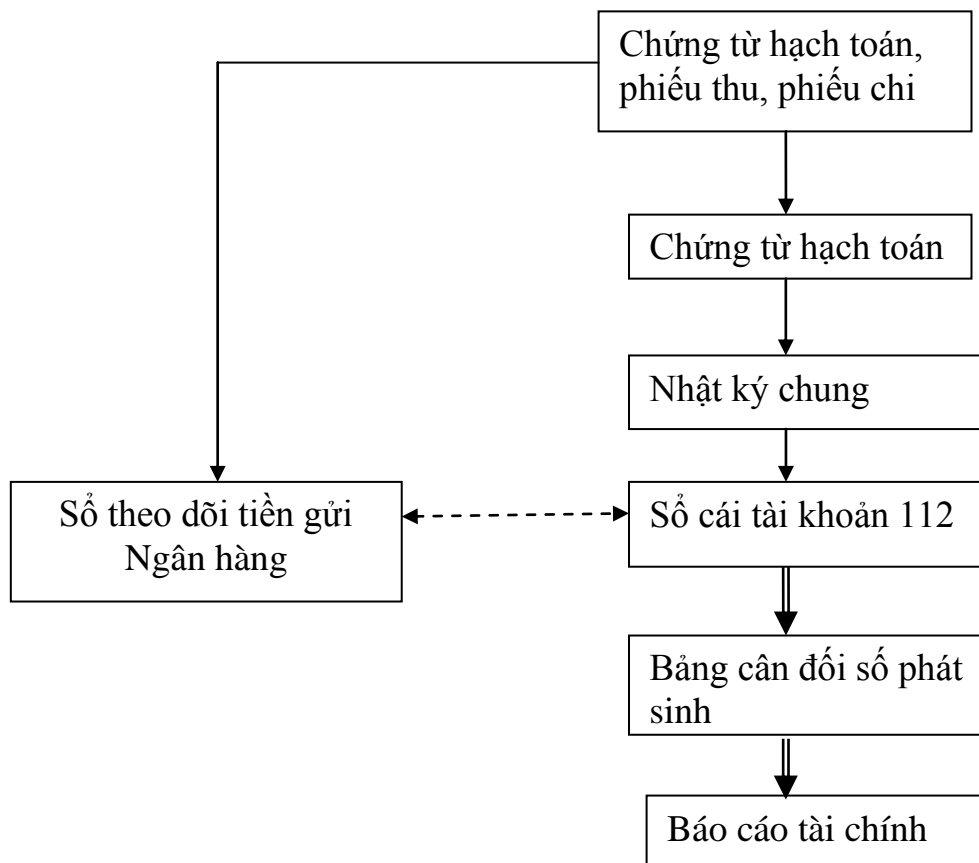 Chứng từ hạch toán,
phiếu thu, phiếu chi
Chứng từ hạch toán
Nhật ký chung
Sổ theo dõi tiền gửi
Ngân hàng
Sổ cái tài khoản 112
Bảng cân đối số phát
sinh
Báo cáo tài chính